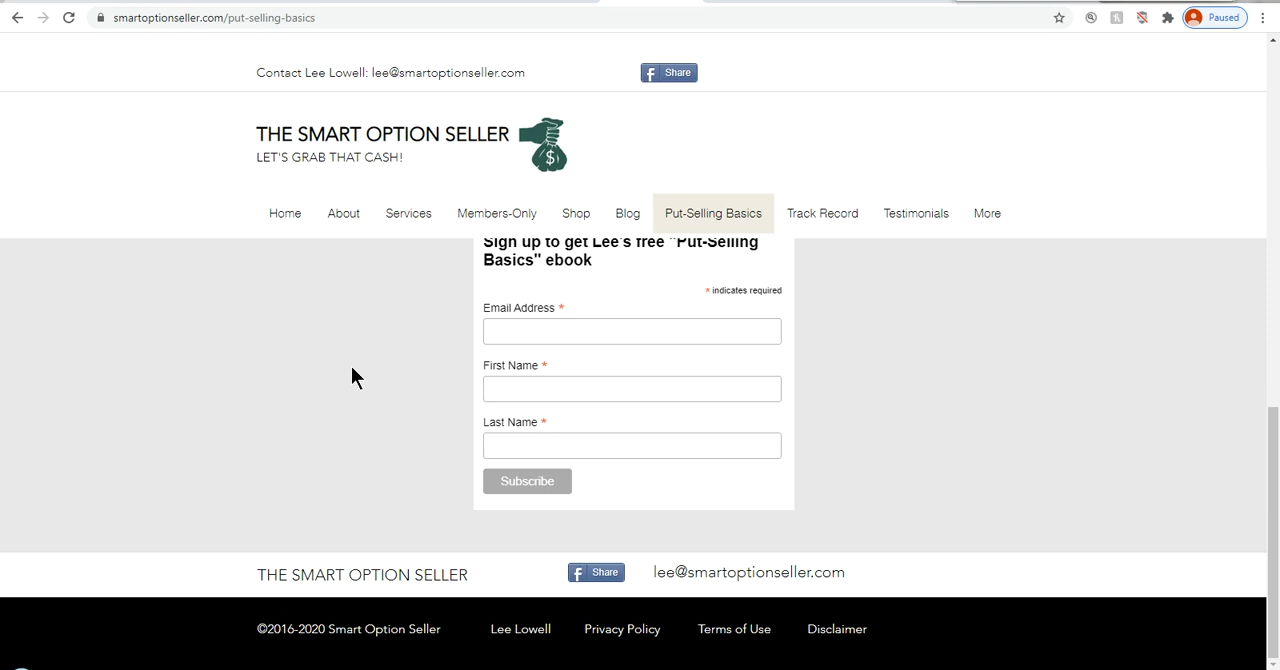 smartoptionseller.com/put-selling-basics
Paused
Contact Lee Lowell: lee@smartoptionseller.com
f Share
THE SMART OPTION SELLER
$
LET'S GRAB THAT CASH!
Home About Services Members-Only Shop Blog Put-Selling Basics Track Record Testimonials More
Sign up to get Lee's free "Put-Selling
Basics" ebook
* indicates required
Email Address *
First Name *
Last Name *
Subscribe
THE SMART OPTION SELLER
f Share
lee@smartoptionseller.com
©2016-2020 Smart Option Seller Lee Lowell Privacy Policy Terms of Use Disclaimer